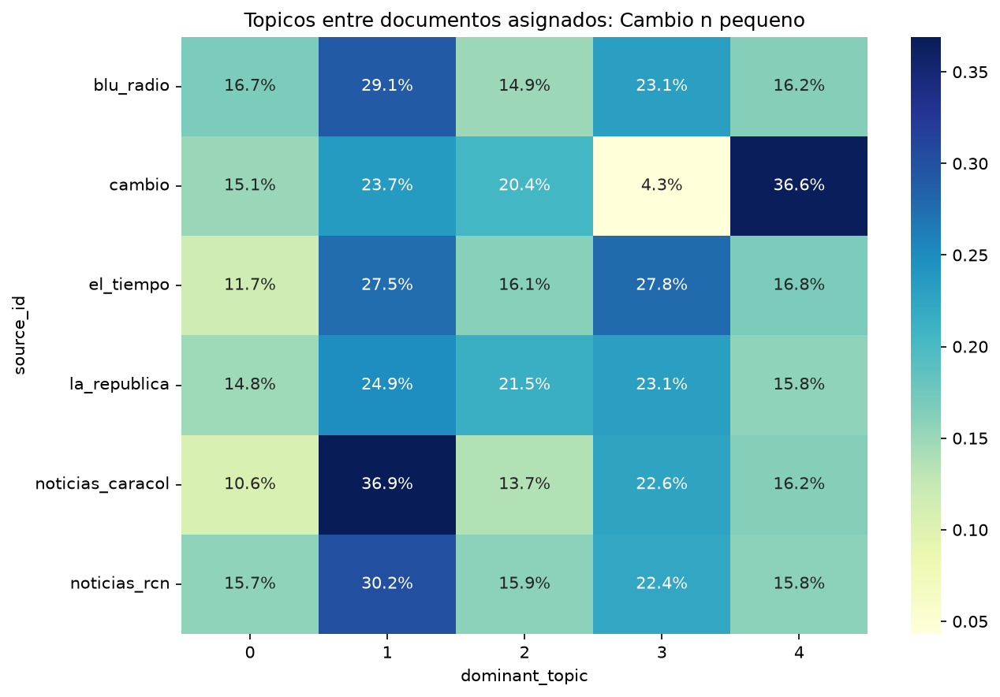 Topicos entre documentos asignados: Cambio n pequeno
blu_radio 16.7% 29.1% 14.9% 23.1% 16.2%
cambio 15.1% 23.7% 20.4% 4.3% 36.6%
el_tiempo 11.7% 27.5% 16.1% 27.8% 16.8%
la_republica 14.8% 24.9% 21.5% 23.1% 15.8%
noticias_caracol 10.6% 36.9% 13.7% 22.6% 16.2%
noticias_rcn 15.7% 30.2% 15.9% 22.4% 15.8%
source_id
0 1 2 3 4
dominant_topic
0.35
0.30
0.25
0.20
0.15
0.10
0.05